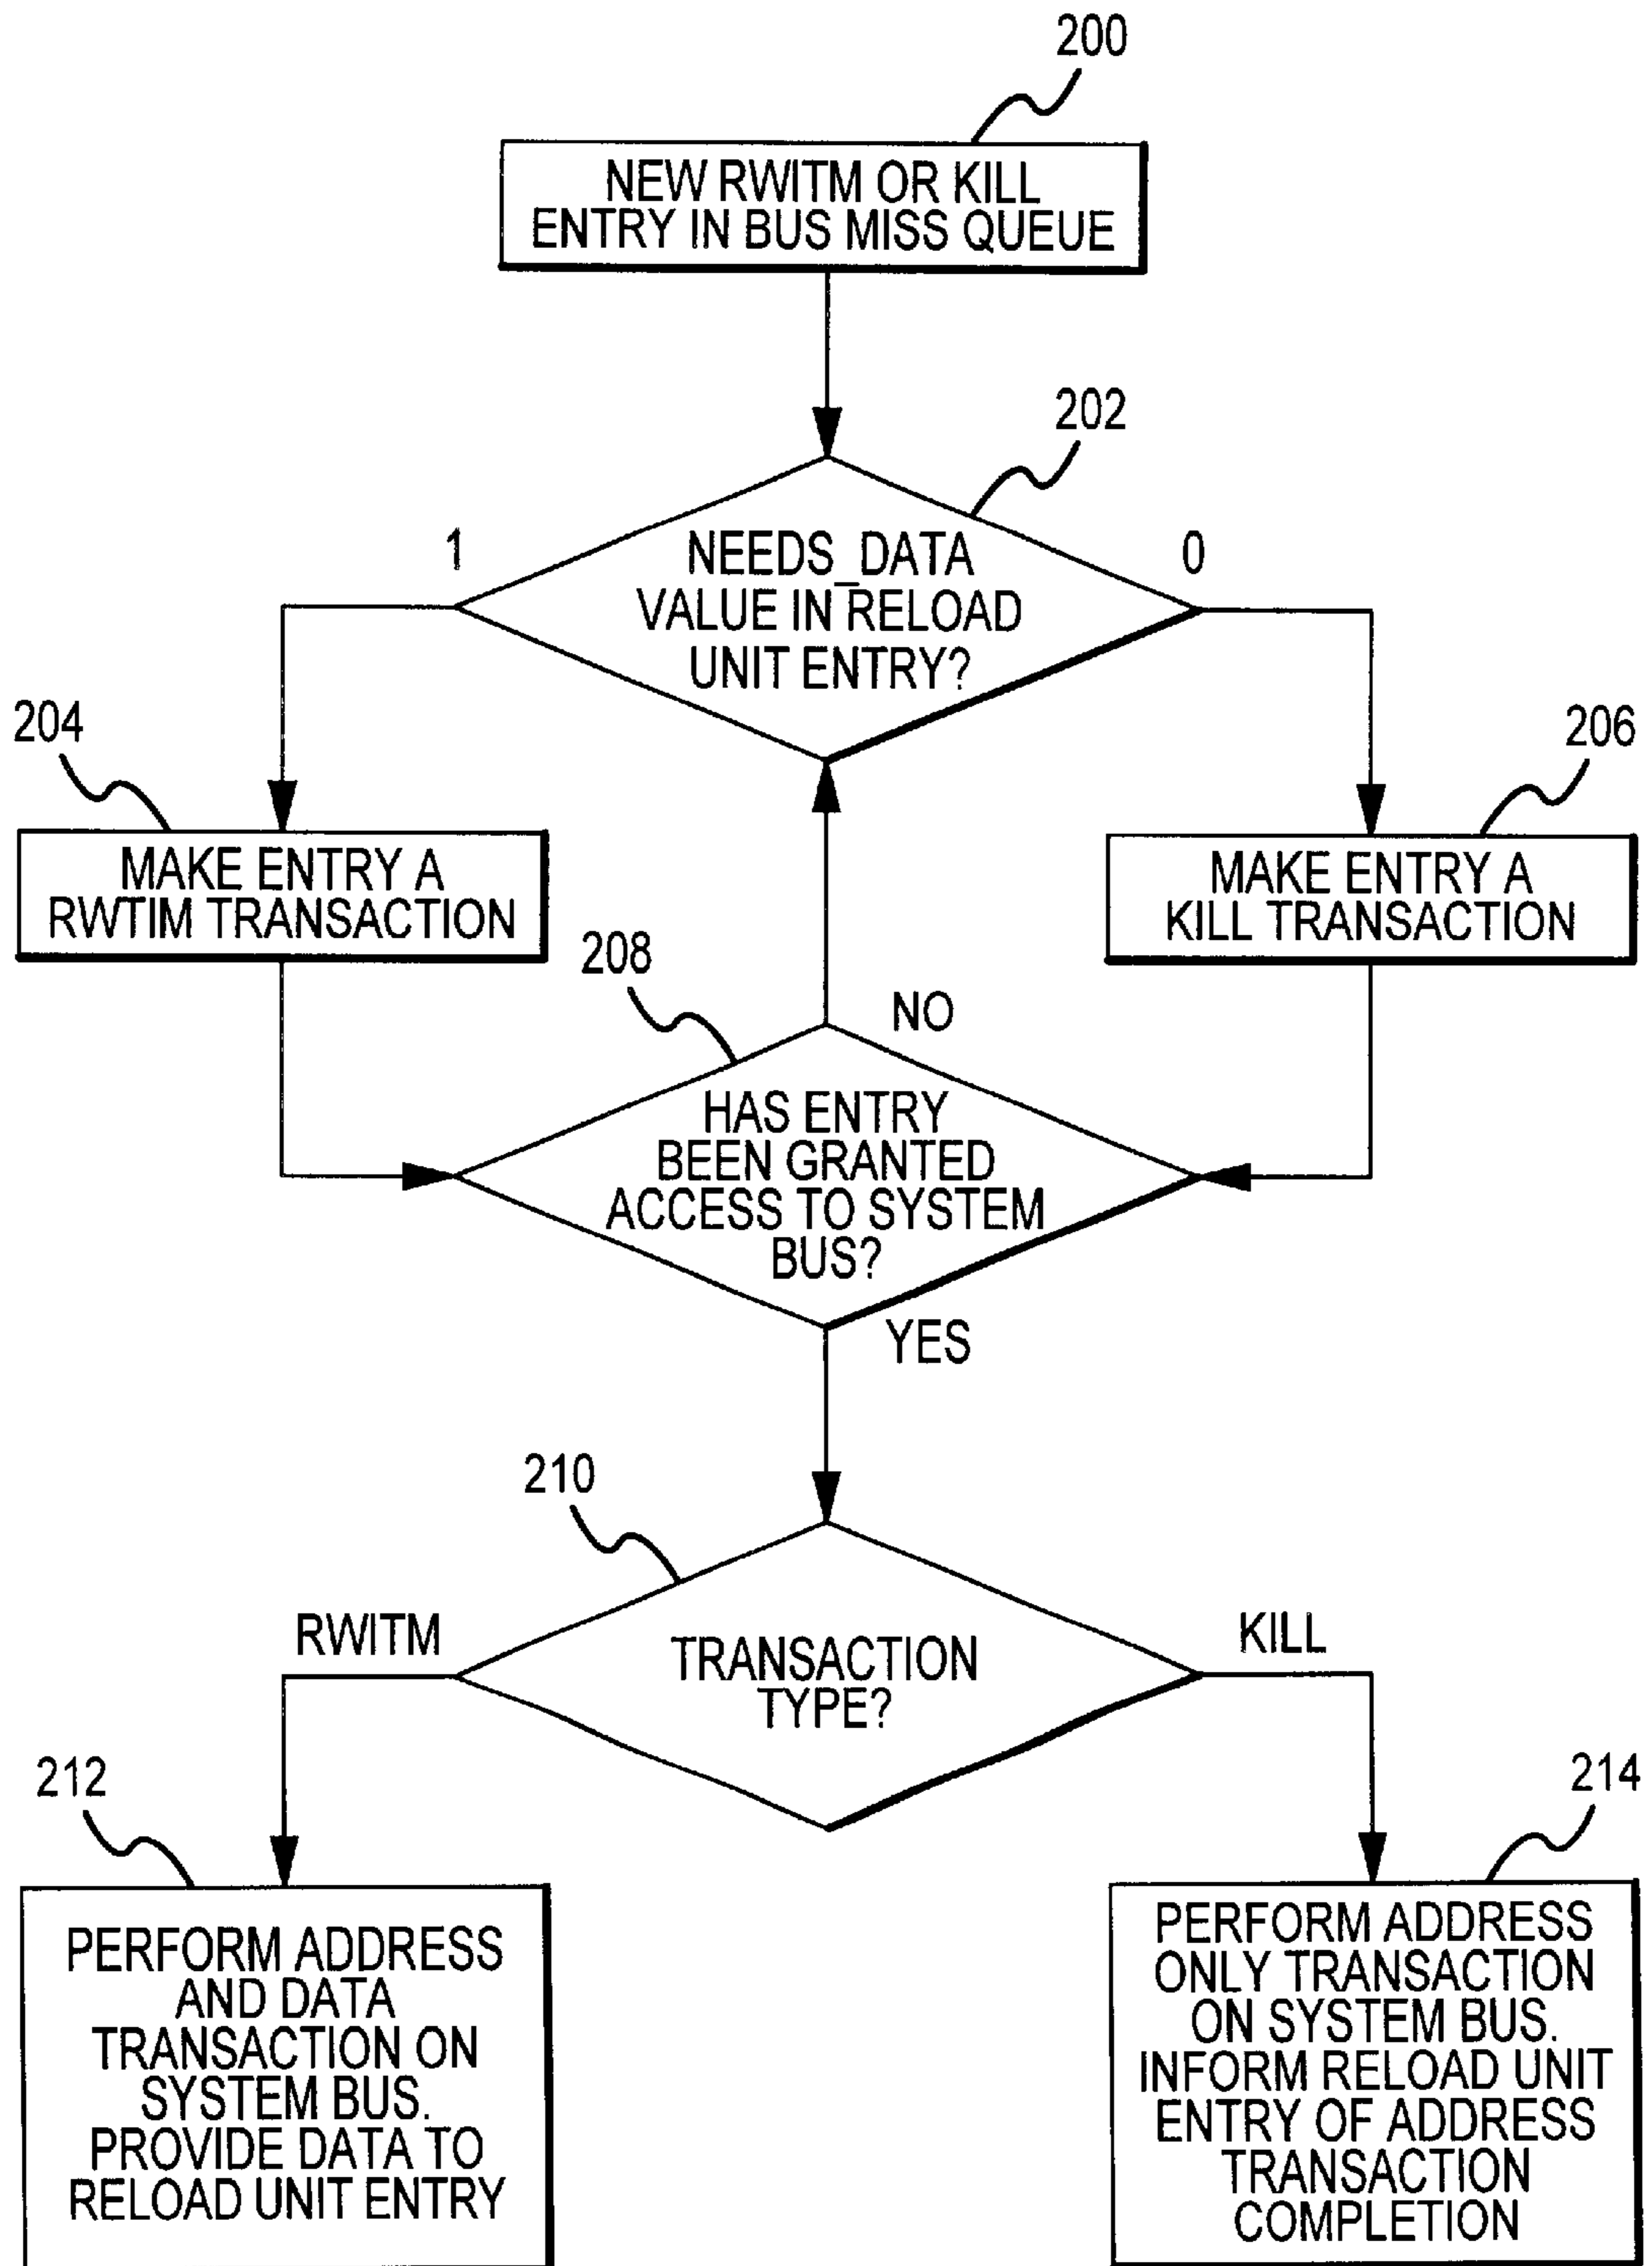 200
NEW RWITM OR KILL
ENTRY IN BUS MISS QUEUE
202
1
NEEDS_DATA
VALUE IN RELOAD
UNIT ENTRY?
0
204
MAKE ENTRY A
RWTIM TRANSACTION
206
MAKE ENTRY A
KILL TRANSACTION
208
NO
HAS ENTRY
BEEN GRANTED
ACCESS TO SYSTEM
BUS?
YES
210
RWITM
TRANSACTION
TYPE?
KILL
212
PERFORM ADDRESS
AND DATA
TRANSACTION ON
SYSTEM BUS.
PROVIDE DATA TO
RELOAD UNIT ENTRY
214
PERFORM ADDRESS
ONLY TRANSACTION
ON SYSTEM BUS.
INFORM RELOAD UNIT
ENTRY OF ADDRESS
TRANSACTION
COMPLETION